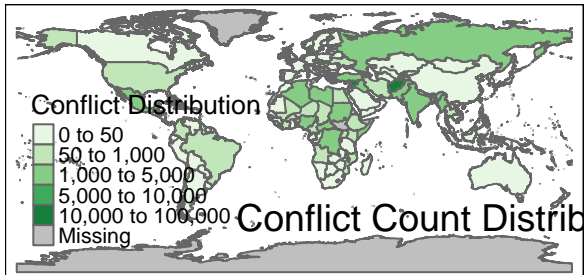 Conflict Distribution
0 to 50
50 to 1,000
1,000 to 5,000
5,000 to 10,000
10,000 to 100,000
Missing
Conflict Count Distrib